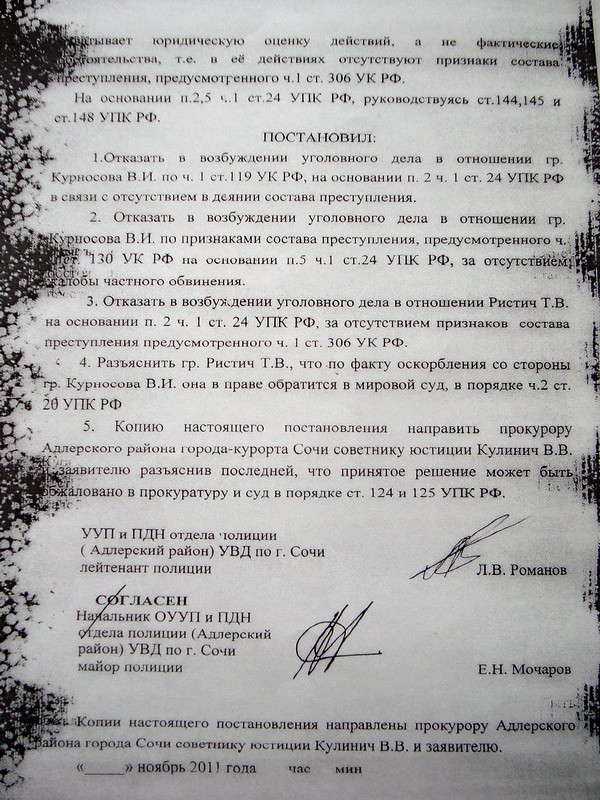 юридическую оценку действий, а не фактические
т.е. в её действиях отсутствуют признаки состава
преступления, предусмотренного ч.1 ст. 306 УК РФ.
На основании п.2,5 ч.1 ст.24 УПК РФ, руководствуясь ст.144,145 и
ст.148 УПК РФ.
ПОСТАНОВИЛ:
1.Отказать в возбуждении уголовного дела в отношении гр.
Курносова В.И. по ч. 1 ст.119 УК РФ, на основании п. 2 ч. 1 ст. 24 УПК РФ
в связи с отсутствием в деянии состава преступления.
2. Отказать в возбуждении уголовного дела в отношении гр.
Курносова В.И. по признаками состава преступления, предусмотренного ч.
130 УК РФ на основании п.5 ч.1 ст.24 УПК РФ, за отсутствием
жалобы частного обвинения.
3. Отказать в возбуждении уголовного дела в отношении Ристич Т.В.
на основании п. 2 ч. 1 ст. 24 УПК РФ, за отсутствием признаков состава
преступления предусмотренного ч. 1 ст. 306 УК РФ.
4. Разъяснить гр. Ристич Т.В., что по факту оскорбления со стороны
гр. Курносова В.И. она в праве обратится в мировой суд, в порядке ч.2 ст.
20 УПК РФ
5. Копию настоящего постановления направить прокурору
Адлерского района города-курорта Сочи советнику юстиции Кулинич В.В.
и заявителю разъяснив последней, что принятое решение может быть
обжаловано в прокуратуру и суд в порядке ст. 124 и 125 УПК РФ.
УУП и ПДН отдела полиции
( Адлерский район) УВД по г. Сочи
лейтенант полиции Л.В. Романов
СОГЛАСЕН
Начальник ОУУП и ПДН
отдела полиции (Адлерский
район) УВД по г. Сочи
майор полиции Е.Н. Мочаров
Копии настоящего постановления направлены прокурору Адлерского
района города Сочи советнику юстиции Кулинич В.В. и заявителю.
«_____» ноябрь 2011 года час мин